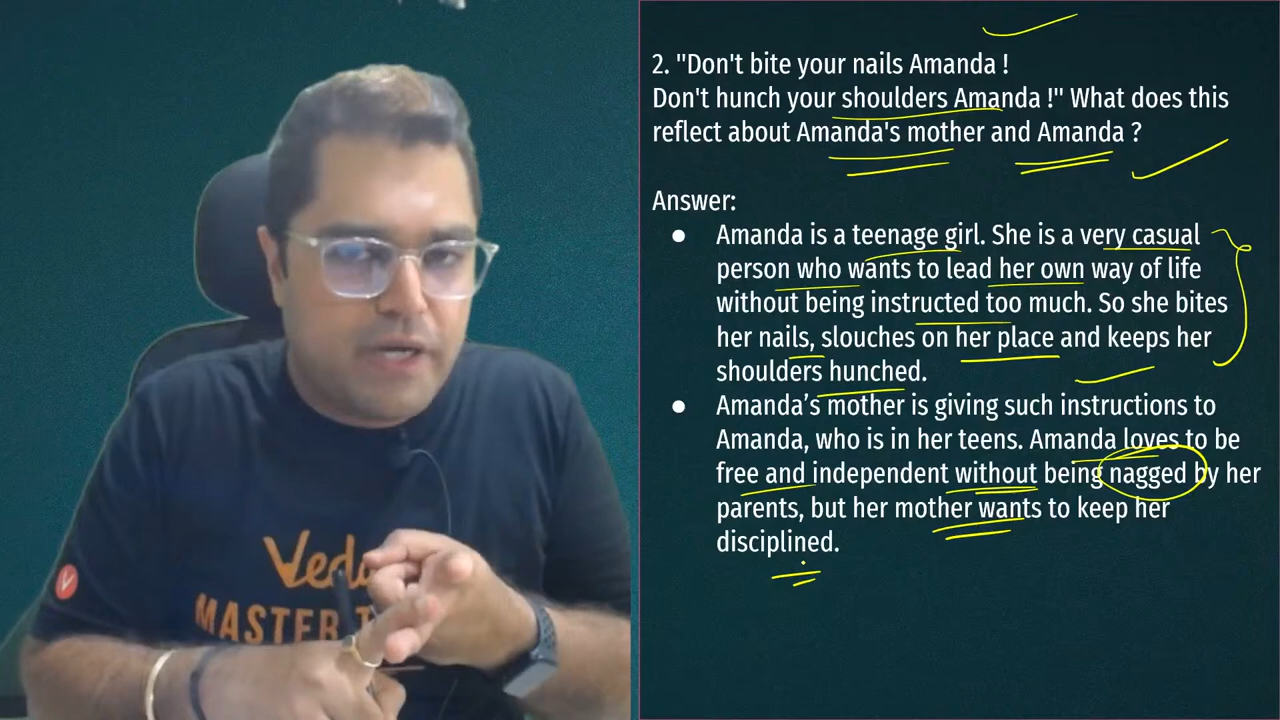 2. "Don't bite your nails Amanda !
Don't hunch your shoulders Amanda !" What does this
reflect about Amanda's mother and Amanda ?
Answer:
● Amanda is a teenage girl. She is a very casual
person who wants to lead her own way of life
without being instructed too much. So she bites
her nails, slouches on her place and keeps her
shoulders hunched.
● Amanda’s mother is giving such instructions to
Amanda, who is in her teens. Amanda loves to be
free and independent without being nagged by her
parents, but her mother wants to keep her
disciplined.
MASTER